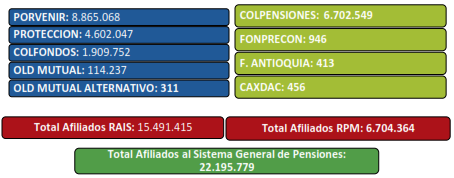 PORVENIR: 8.865.068
PROTECCION: 4.602.047
COLFONDOS: 1.909.752
OLD MUTUAL: 114.237
OLD MUTUAL ALTERNATIVO: 311
COLPENSIONES: 6.702.549
FONPRECON: 946
F. ANTIOQUIA: 413
CAXDAC: 456
Total Afiliados RAIS: 15.491.415
Total Afiliados RPM: 6.704.364
Total Afiliados al Sistema General de Pensiones:
22.195.779